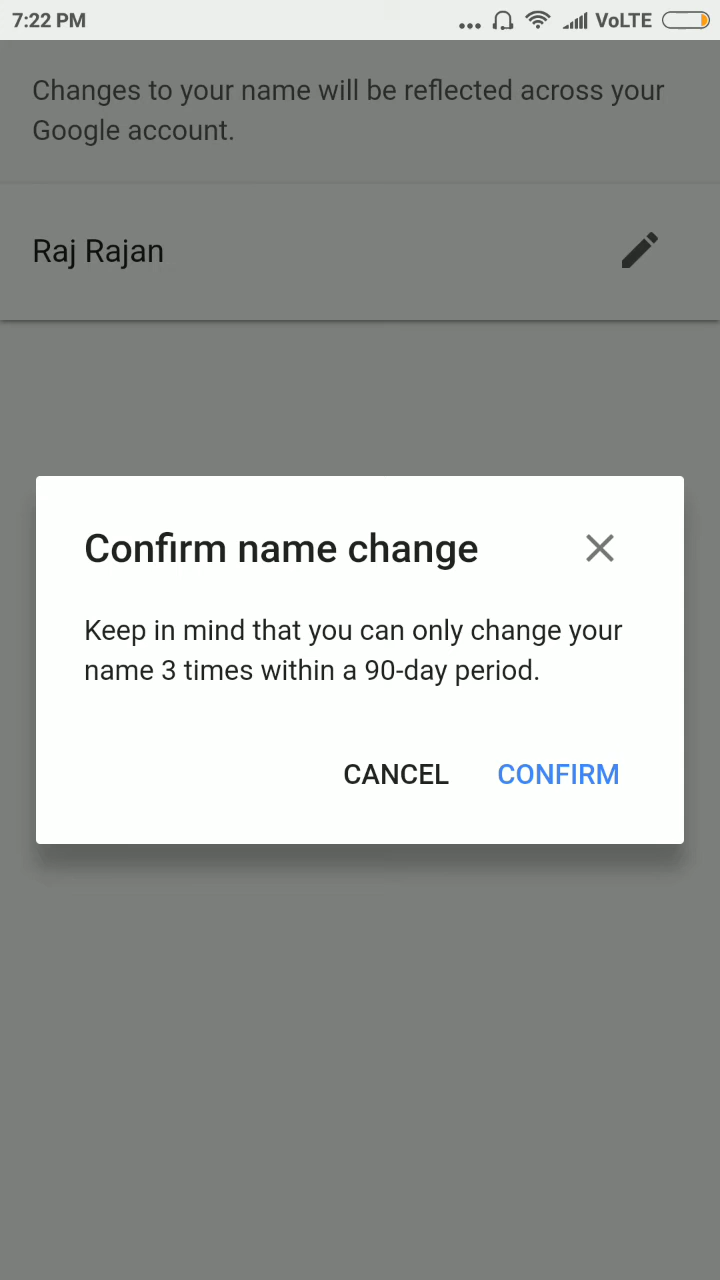 7:22 PM ... VoLTE
Changes to your name will be reflected across your
Google account.
Raj Rajan
Confirm name change
Keep in mind that you can only change your
name 3 times within a 90-day period.
CANCEL CONFIRM